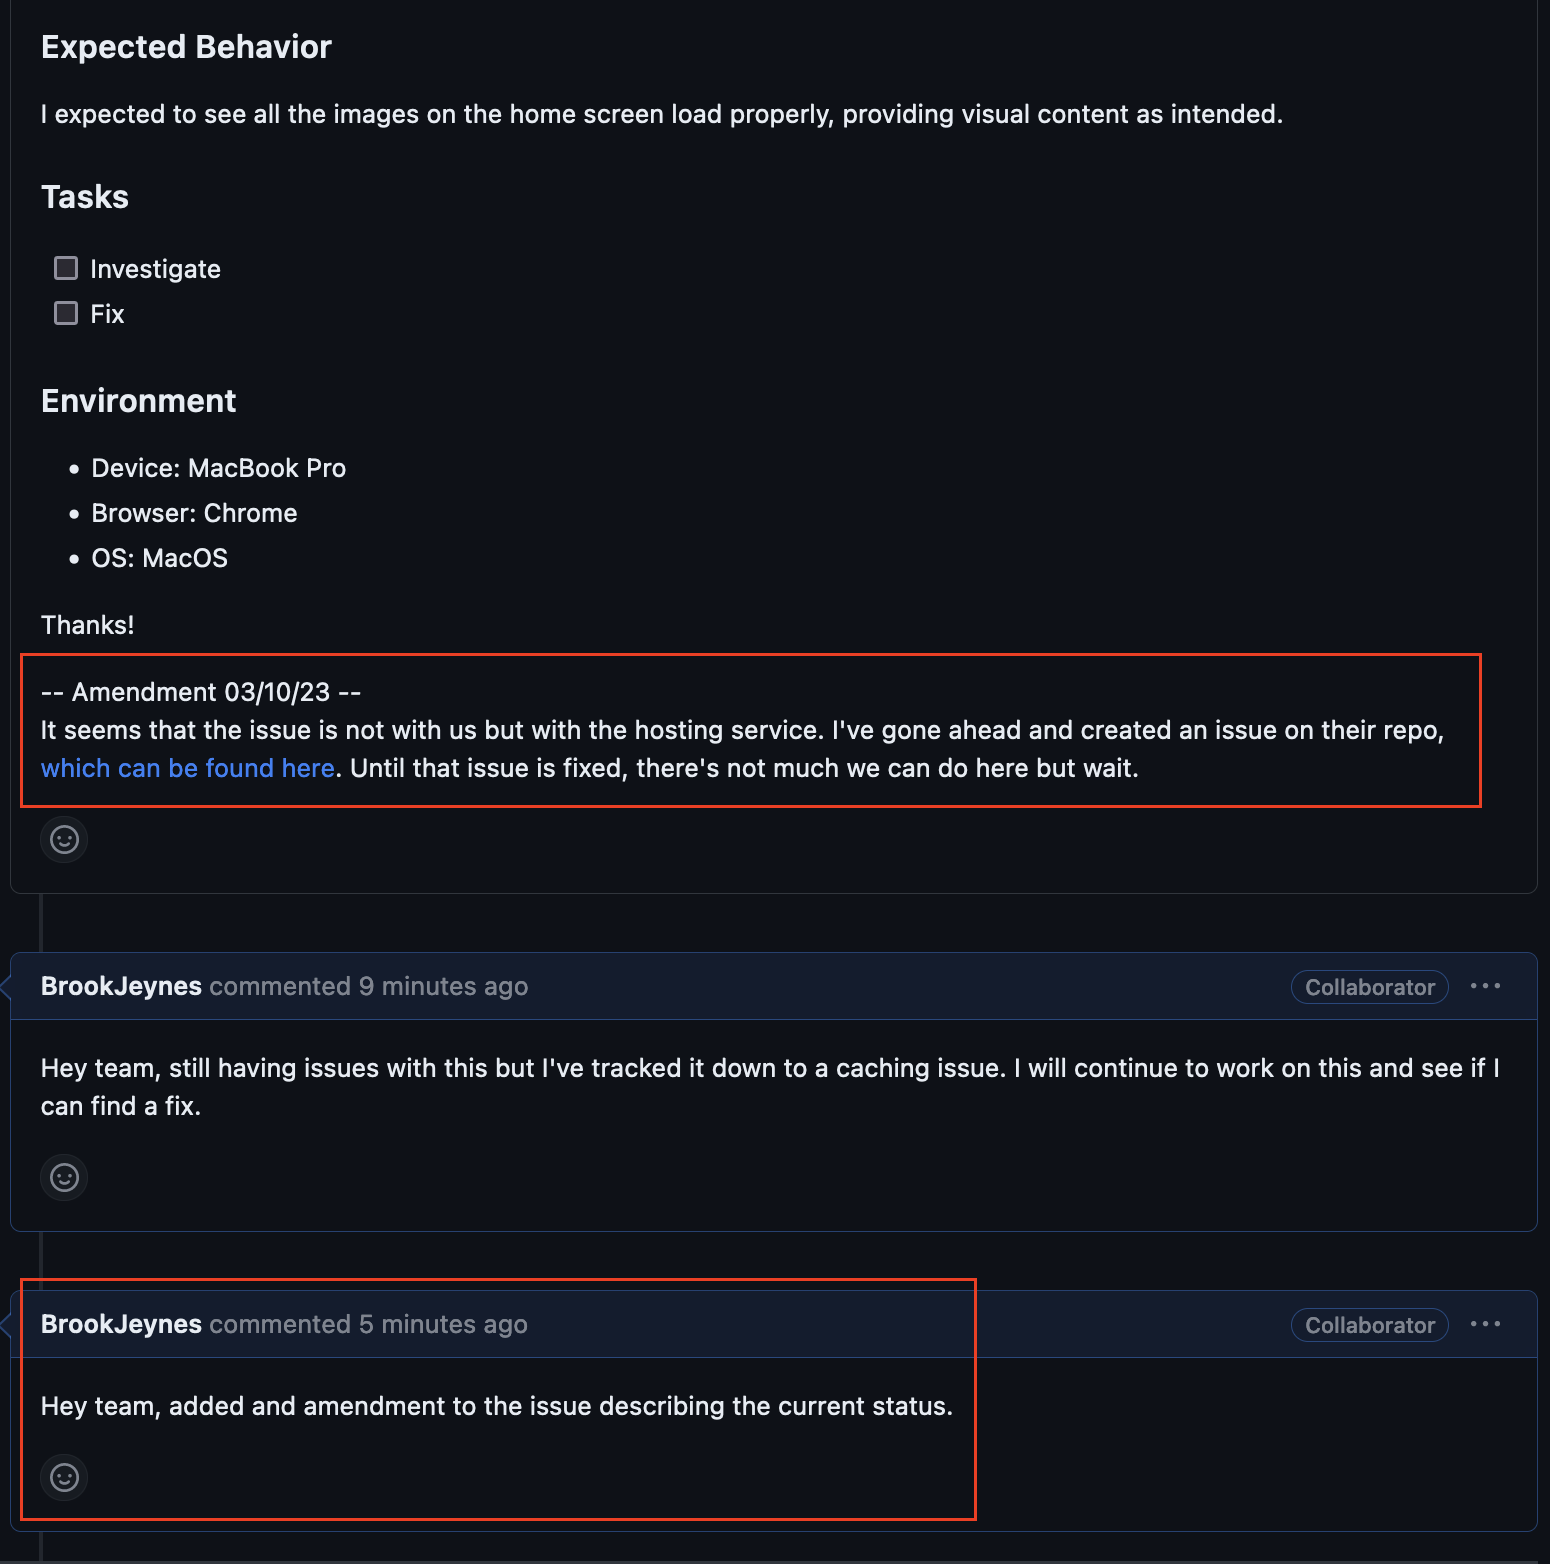 Expected Behavior
I expected to see all the images on the home screen load properly, providing visual content as intended.
Tasks
Investigate
Fix
Environment
Device: MacBook Pro
Browser: Chrome
OS: MacOS
Thanks!
-- Amendment 03/10/23 --
It seems that the issue is not with us but with the hosting service. I've gone ahead and created an issue on their repo,
which can be found here. Until that issue is fixed, there's not much we can do here but wait.
BrookJeynes commented 9 minutes ago Collaborator
Hey team, still having issues with this but I've tracked it down to a caching issue. I will continue to work on this and see if I
can find a fix.
BrookJeynes commented 5 minutes ago Collaborator
Hey team, added and amendment to the issue describing the current status.